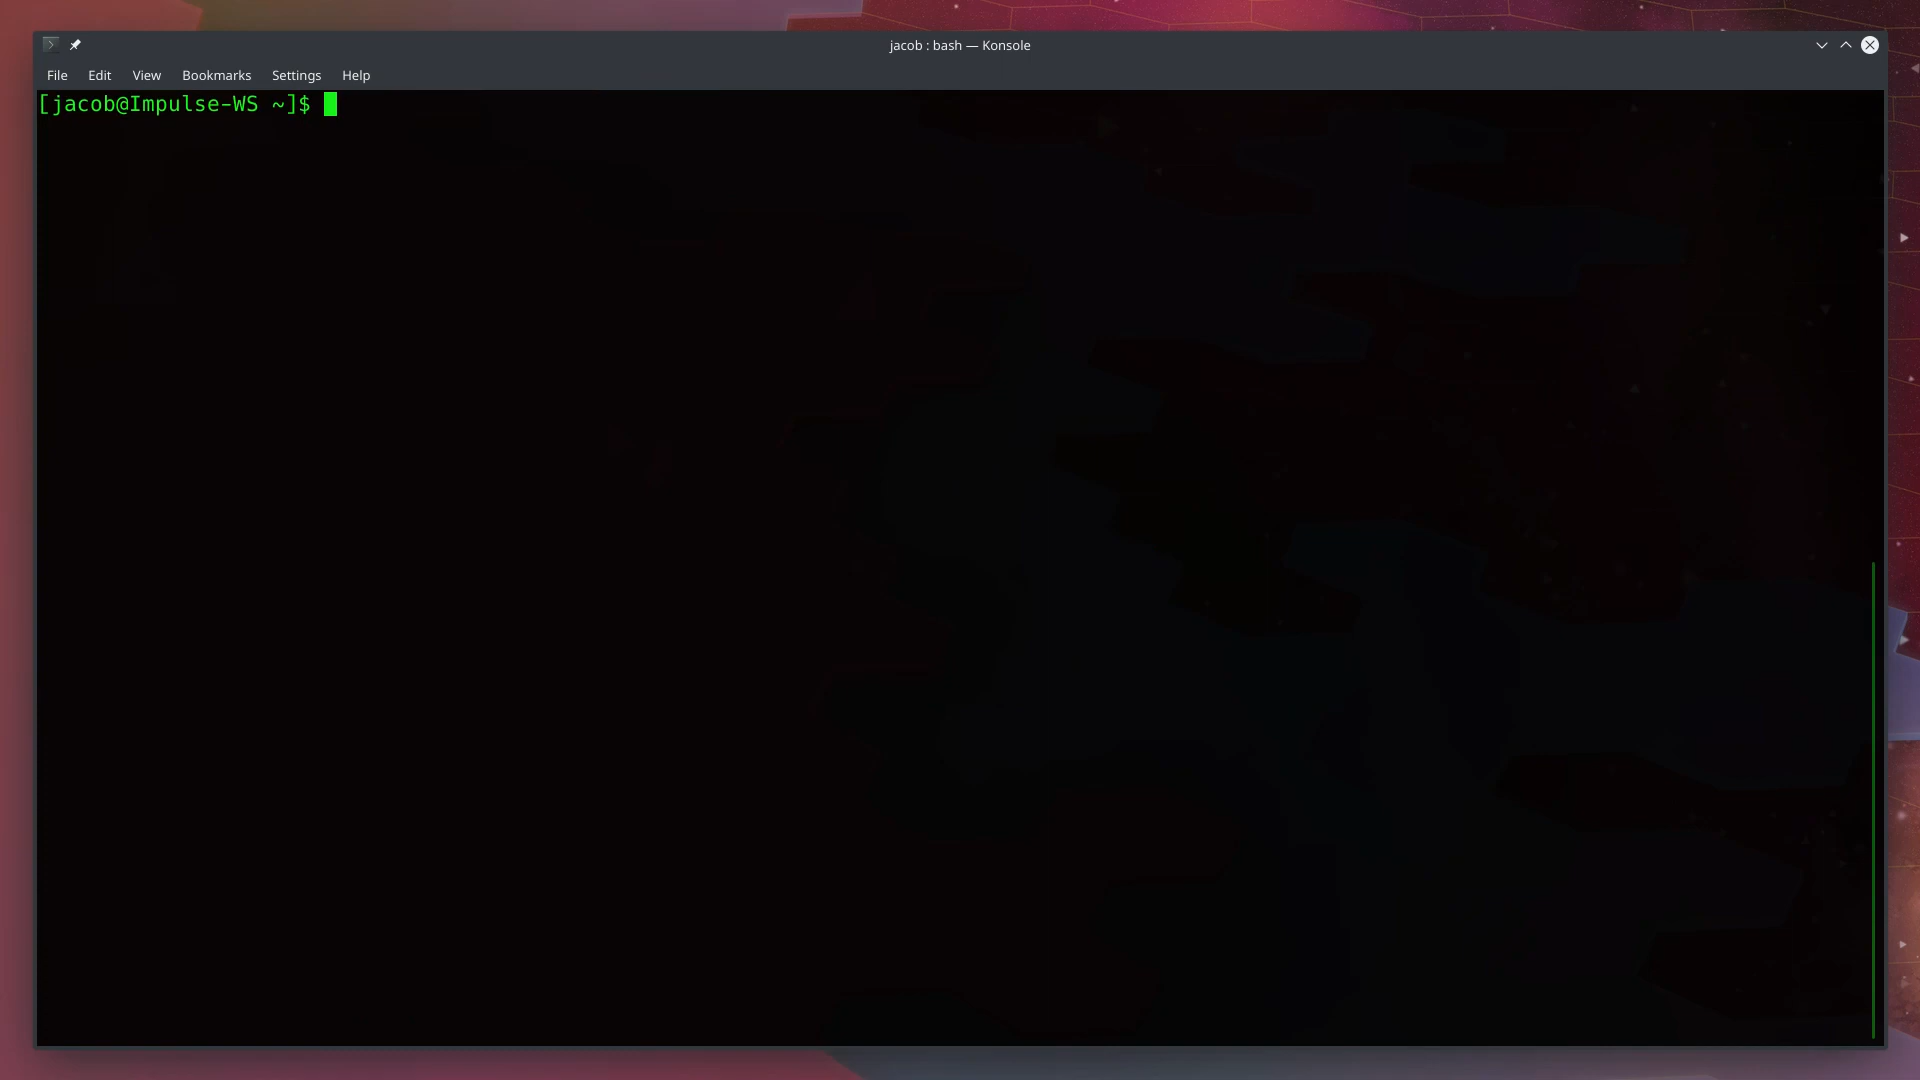 jacob : bash — Konsole
File Edit View Bookmarks Settings Help
[jacob@Impulse-WS ~]$